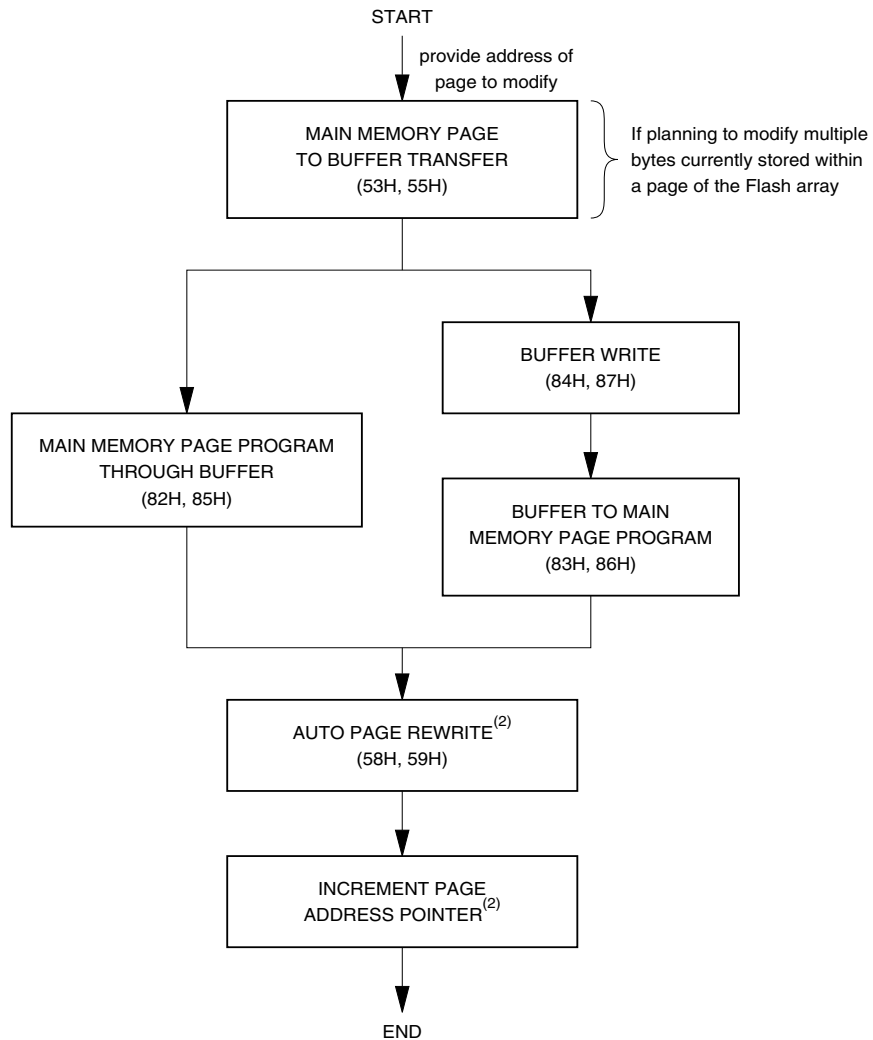 START
provide address of
page to modify
MAIN MEMORY PAGE
TO BUFFER TRANSFER
(53H, 55H)
If planning to modify multiple
bytes currently stored within
a page of the Flash array
BUFFER WRITE
(84H, 87H)
MAIN MEMORY PAGE PROGRAM
THROUGH BUFFER
(82H, 85H)
BUFFER TO MAIN
MEMORY PAGE PROGRAM
(83H, 86H)
AUTO PAGE REWRITE(2)
(58H, 59H)
INCREMENT PAGE
ADDRESS POINTER(2)
END